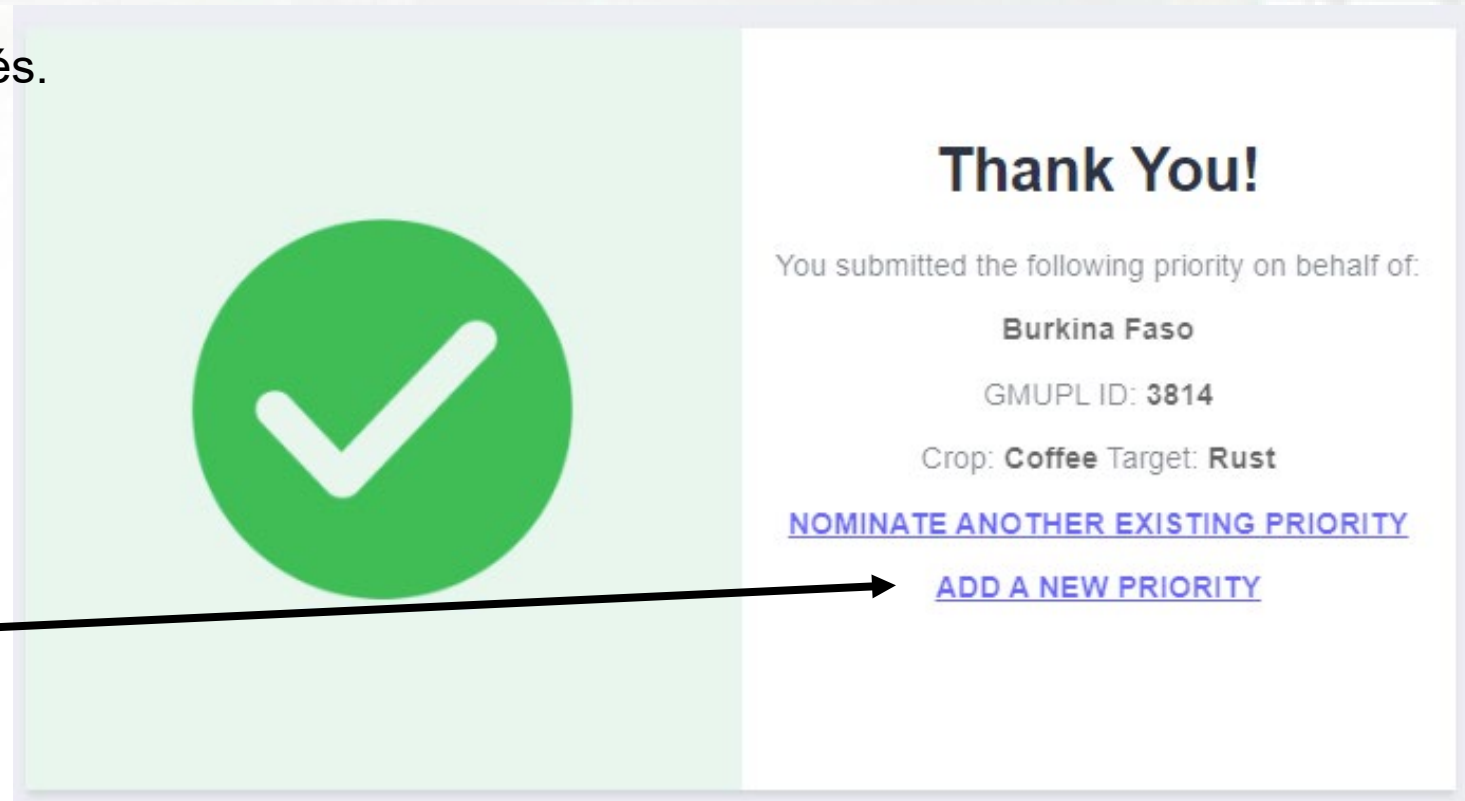 és.
Thank You!
You submitted the following priority on behalf of:
Burkina Faso
GMUPL ID: 3814
Crop: Coffee Target: Rust
NOMINATE ANOTHER EXISTING PRIORITY
ADD A NEW PRIORITY